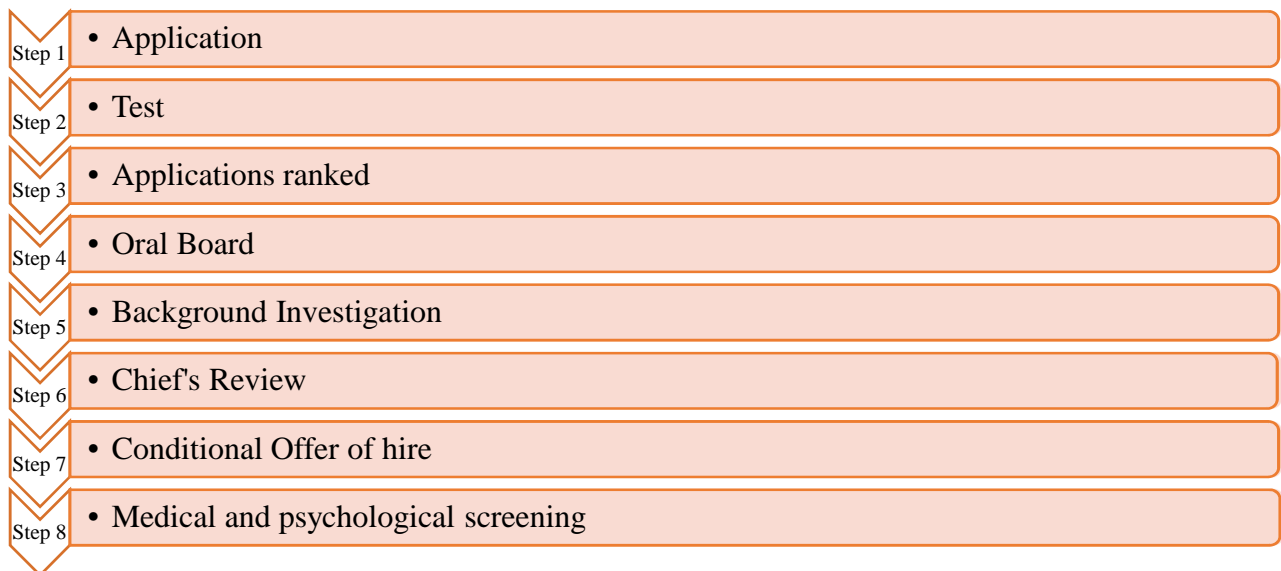 Step 1
• Application
Step 2
• Test
Step 3
• Applications ranked
Step 4
• Oral Board
Step 5
• Background Investigation
Step 6
• Chief's Review
Step 7
• Conditional Offer of hire
Step 8
• Medical and psychological screening